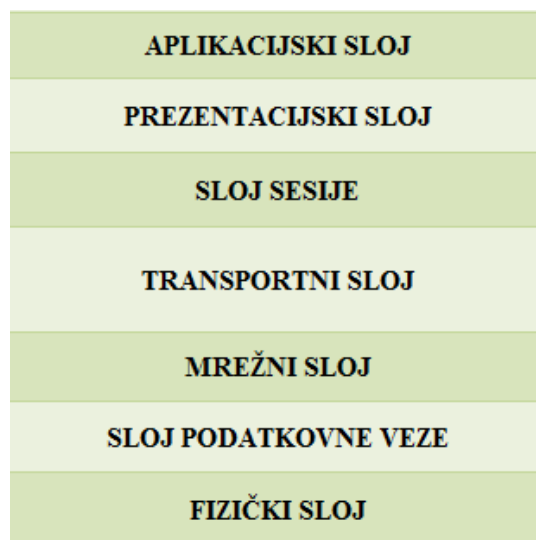 APLIKACIJSKI SLOJ
PREZENTACIJSKI SLOJ
SLOJ SESIJE
TRANSPORTNI SLOJ
MREŽNI SLOJ
SLOJ PODATKOVNE VEZE
FIZIČKI SLOJ